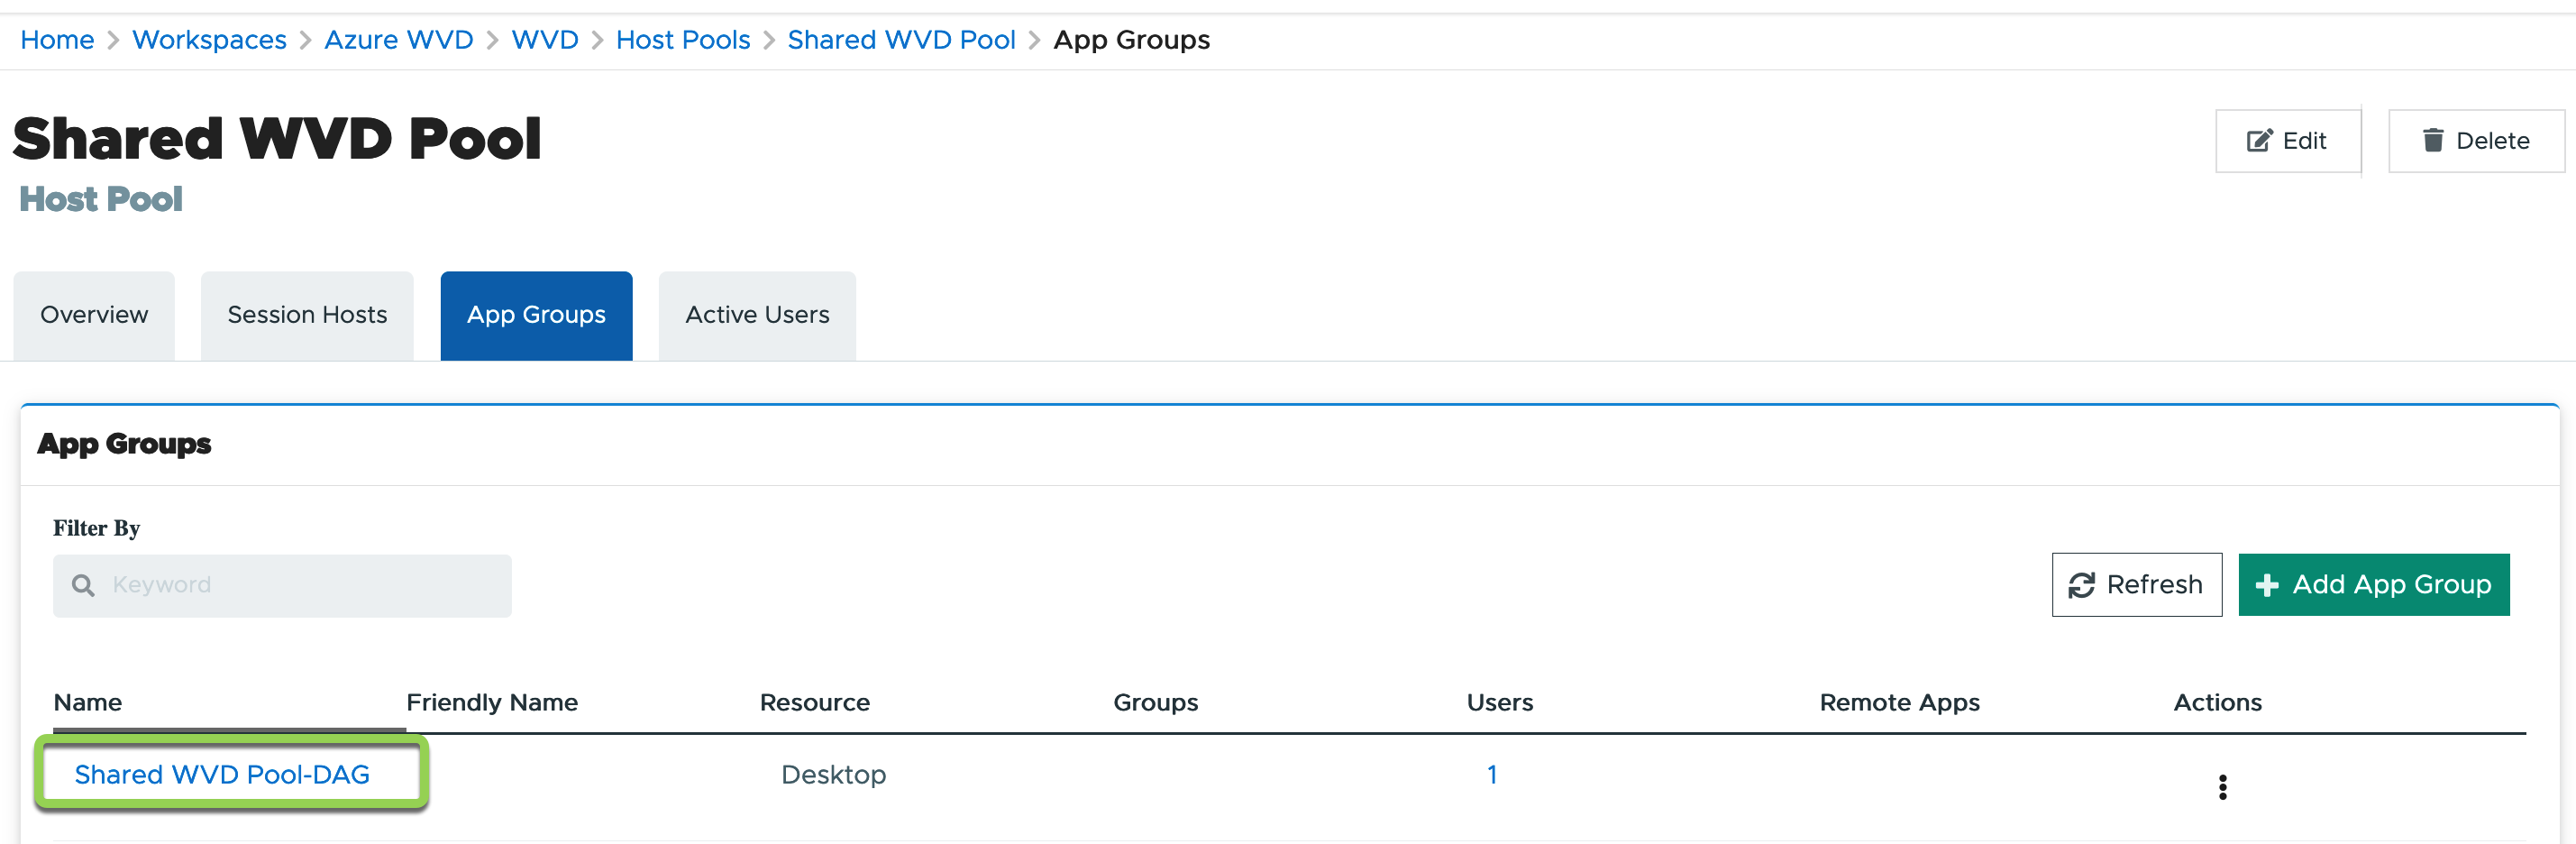 Home > Workspaces > Azure WVD > WVD > Host Pools > Shared WVD Pool > App Groups
Shared WVD Pool
Edit
Delete
Host Pool
Overview
Session Hosts
App Groups
Active Users
App Groups
Filter By
Keyword
Refresh
Add App Group
Name Friendly Name Resource Groups Users Remote Apps Actions
Shared WVD Pool-DAG Desktop 1